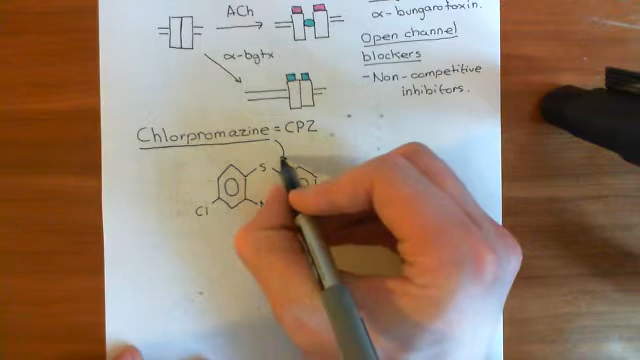 ACh
α-bungarotoxin.
Open channel
blockers
α-bgtx
- Non-competitive
inhibitors.
Chlorpromazine = CPZ
S
Cl